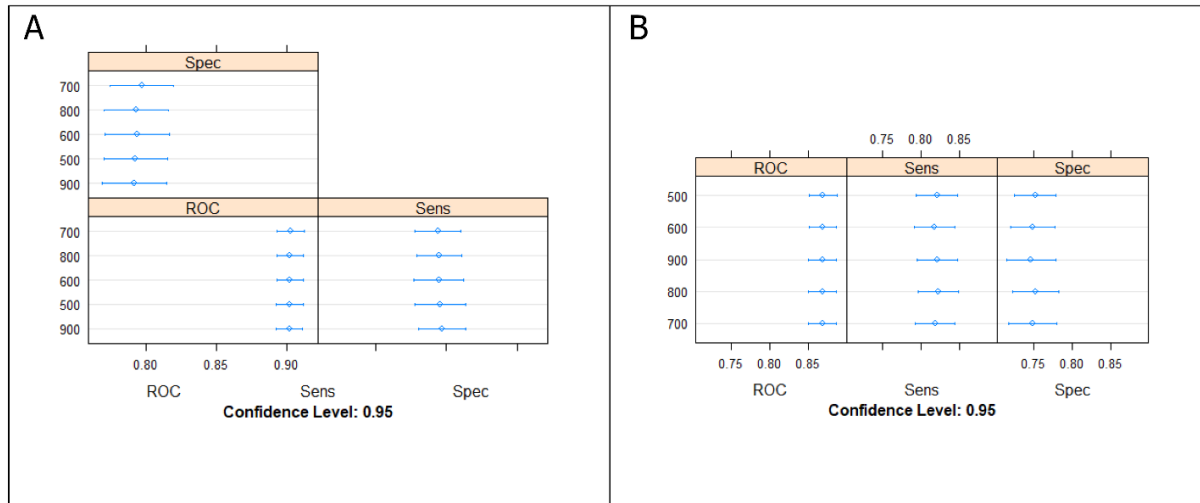 A
Spec
700
800
600
500
900
ROC Sens
700
800
600
500
900
0.80 0.85 0.90
ROC Sens Spec
Confidence Level: 0.95
B
0.75 0.80 0.85
ROC Sens Spec
500
600
900
800
700
0.75 0.80 0.85 0.75 0.80 0.85
ROC Sens Spec
Confidence Level: 0.95